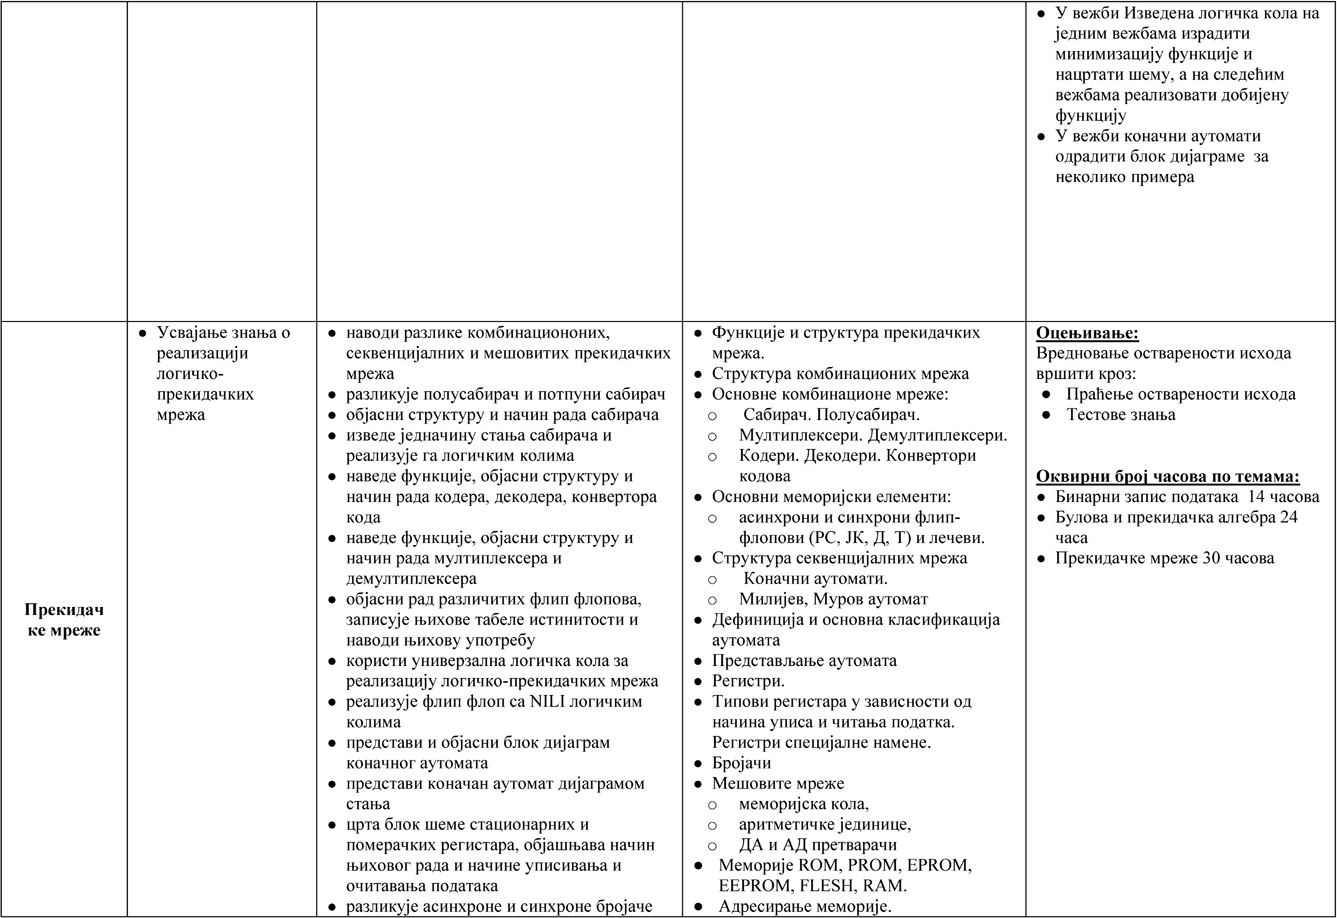 ● У вежби Изведена логичка кола на
једним вежбама израдити
минимизацију функције и
нацртати шему, а на следећим
вежбама реализовати добијену
функцију
● У вежби коначни аутомати
одрадити блок дијаграме за
неколико примера
Прекидач
ке мреже
● Усвајање знања о
реализацији
логичко-
прекидачких
мрежа
● наводи разлике комбинациононих,
секвенцијалних и мешовитих прекидачких
мрежа
● разликује полусабирач и потпуни сабирач
● објасни структуру и начин рада сабирача
● изведе једначину стања сабирача и
реализује га логичким колима
● наведе функције, објасни структуру и
начин рада кодера, декодера, конвертора
кода
● наведе функције, објасни структуру и
начин рада мултиплексера и
демултиплексера
● објасни рад различитих флип флопова,
записује њихове табеле истинитости и
наводи њихову употребу
● користи универзална логичка кола за
реализацију логичко-прекидачких мрежа
● реализује флип флоп са NILI логичким
колима
● представи и објасни блок дијаграм
коначног аутомата
● представи коначан аутомат дијаграмом
стања
● црта блок шеме стационарних и
померачких регистара, објашњава начин
њиховог рада и начине уписивања и
очитавања података
● разликује асинхроне и синхроне бројаче
● Функције и структура прекидачких
мрежа.
● Структура комбинационих мрежа
● Основне комбинационе мреже:
○ Сабирач. Полусабирач.
○ Мултиплексери. Демултиплексери.
○ Кодери. Декодери. Конвертори
кодова
● Основни меморијски елементи:
○ асинхрони и синхрони флип-
флопови (РС, ЈК, Д, Т) и лечеви.
● Структура секвенцијалних мрежа
○ Коначни аутомати.
○ Милијев, Муров аутомат
● Дефиниција и основна класификација
аутомата
● Представљање аутомата
● Регистри.
● Типови регистара у зависности од
начина уписа и читања податка.
Регистри специјалне намене.
● Бројачи
● Мешовите мреже
○ меморијска кола,
○ аритметичке јединице,
○ ДА и АД претварачи
● Меморије ROM, PROM, EPROM,
EEPROM, FLESH, RAM.
● Адресирање меморије.
Оцењивање:
Вредновање остварености исхода
вршити кроз:
● Праћење остварености исхода
● Тестове знања
Оквирни број часова по темама:
● Бинарни запис података 14 часова
● Булова и прекидачка алгебра 24
часа
● Прекидачке мреже 30 часова